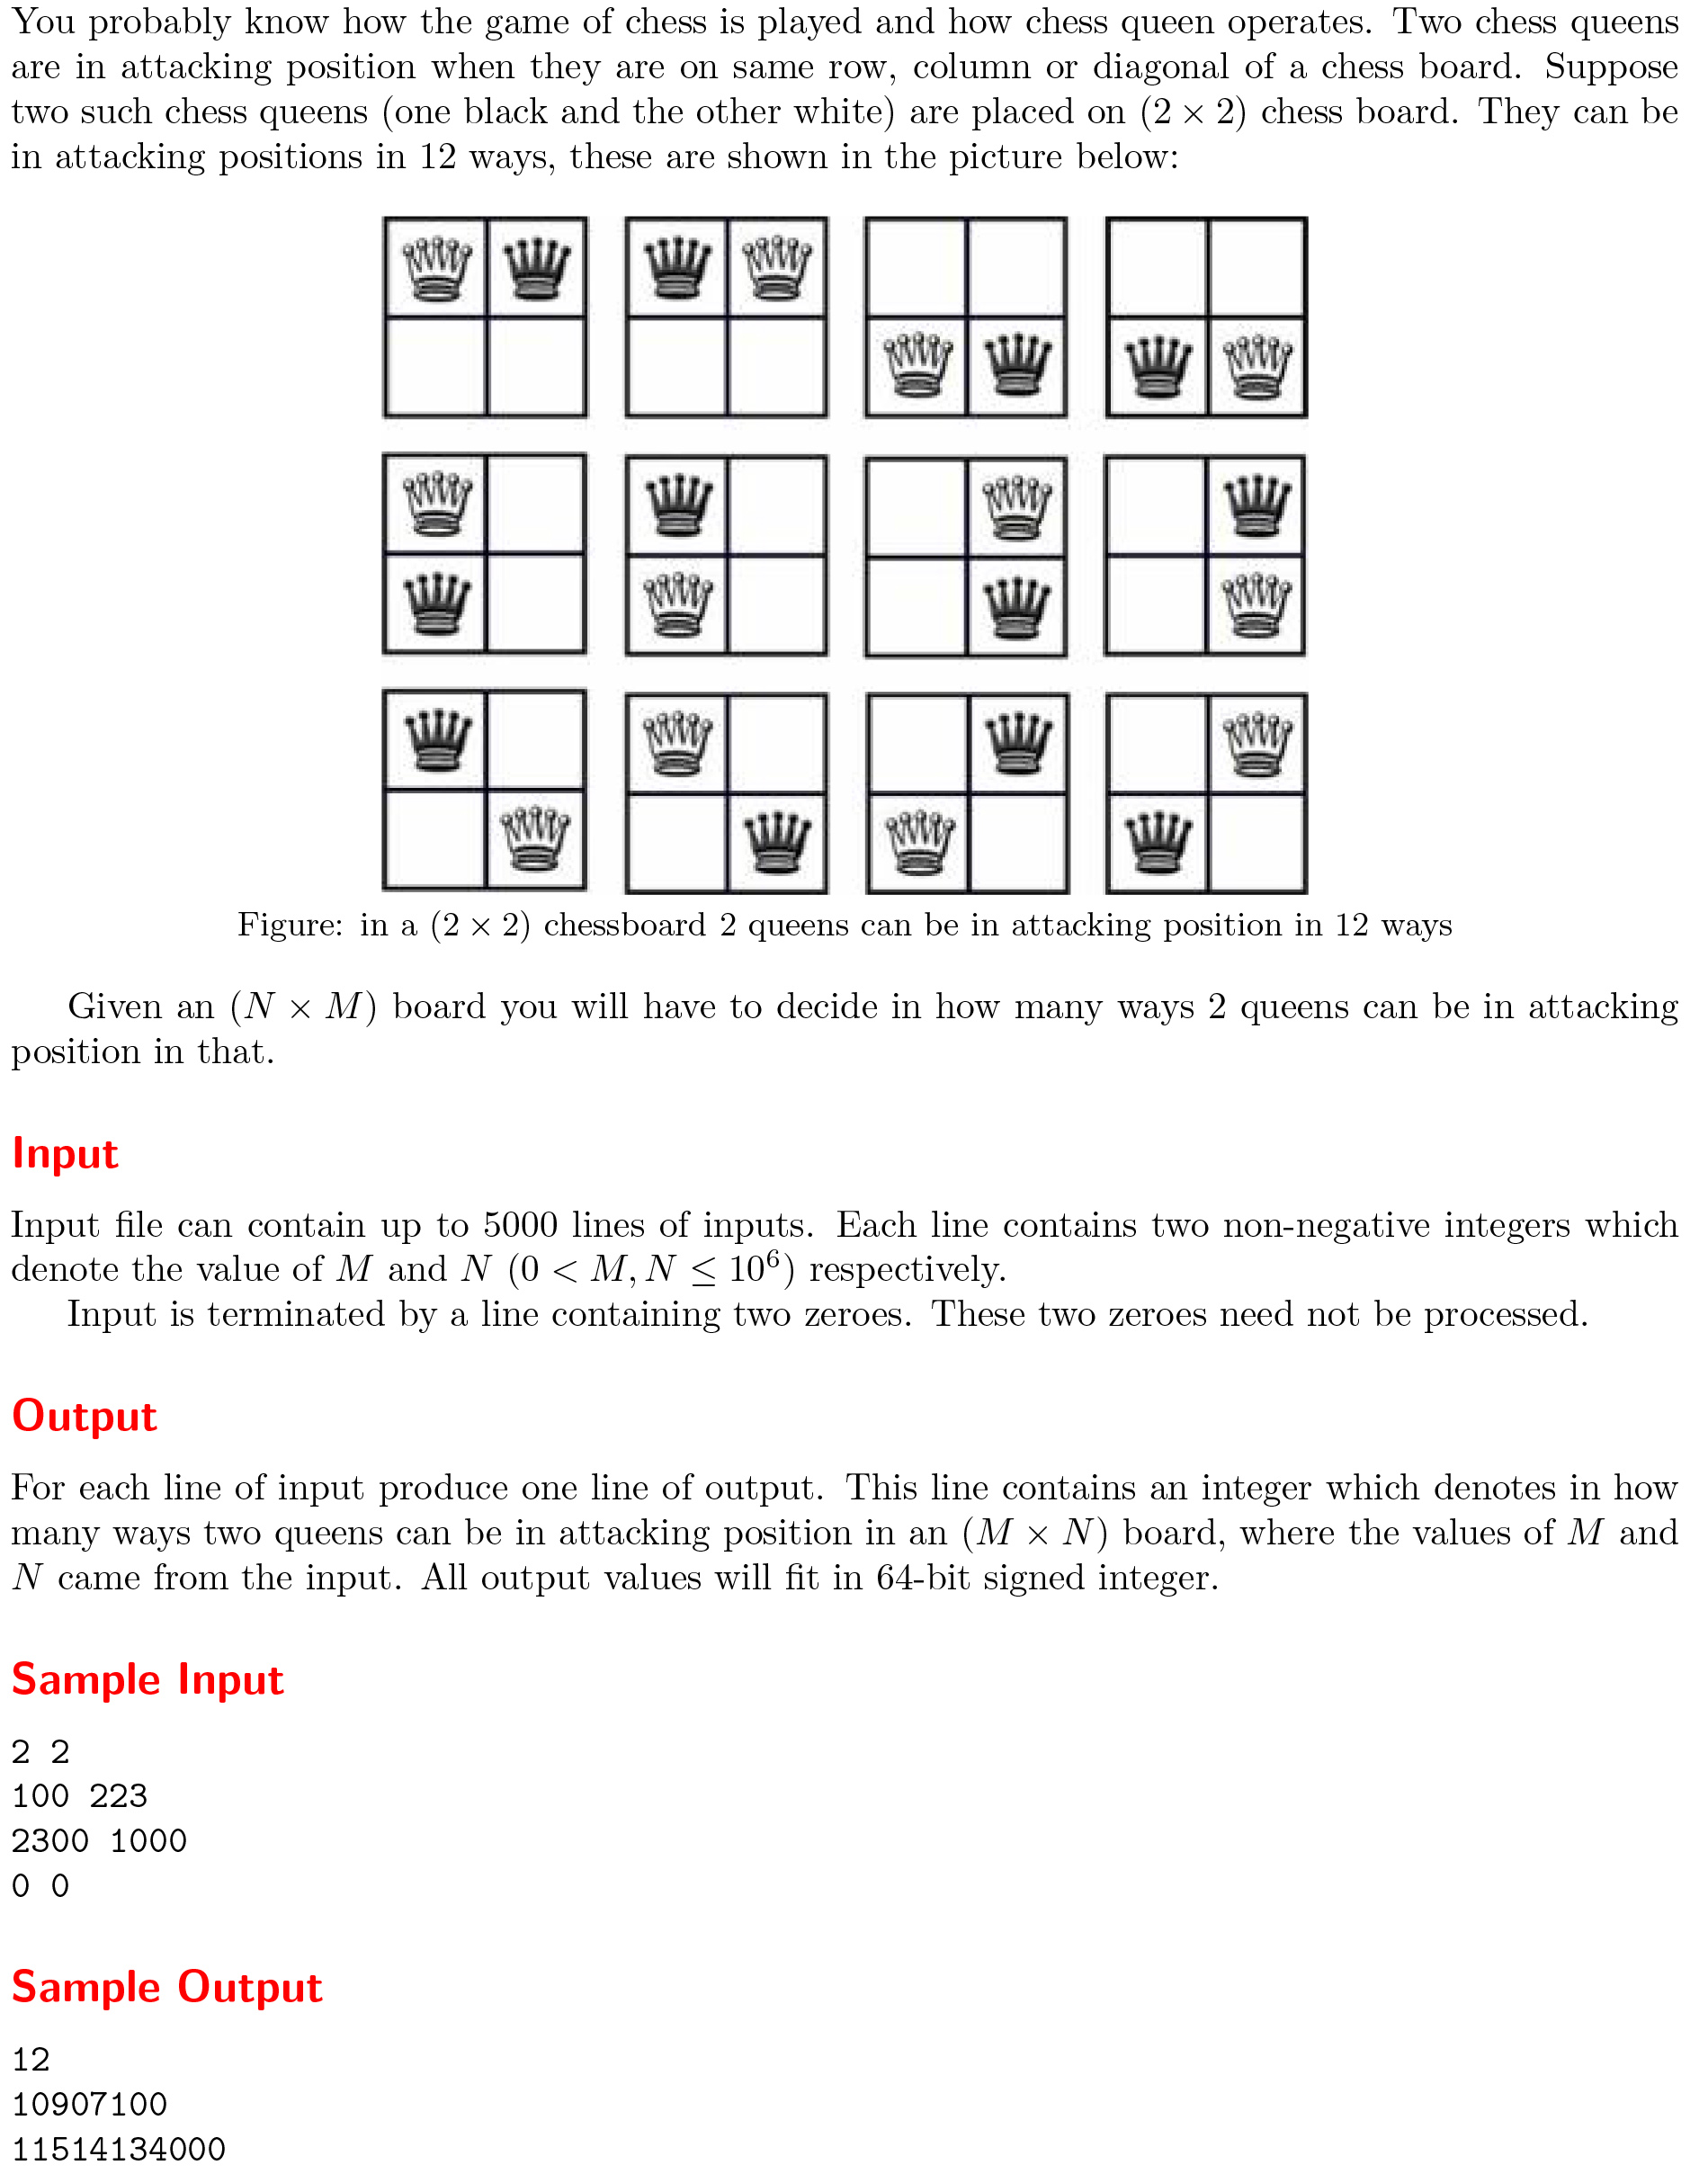 You probably know how the game of chess is played and how chess queen operates. Two chess queens
are in attacking position when they are on same row, column or diagonal of a chess board. Suppose
two such chess queens (one black and the other white) are placed on (2 × 2) chess board. They can be
in attacking positions in 12 ways, these are shown in the picture below:
Figure: in a (2 × 2) chessboard 2 queens can be in attacking position in 12 ways
Given an (N × M) board you will have to decide in how many ways 2 queens can be in attacking
position in that.
Input
Input file can contain up to 5000 lines of inputs. Each line contains two non-negative integers which
denote the value of M and N (0 < M, N ≤ 10⁶) respectively.
Input is terminated by a line containing two zeroes. These two zeroes need not be processed.
Output
For each line of input produce one line of output. This line contains an integer which denotes in how
many ways two queens can be in attacking position in an (M × N) board, where the values of M and
N came from the input. All output values will fit in 64-bit signed integer.
Sample Input
2 2
100 223
2300 1000
0 0
Sample Output
12
10907100
11514134000